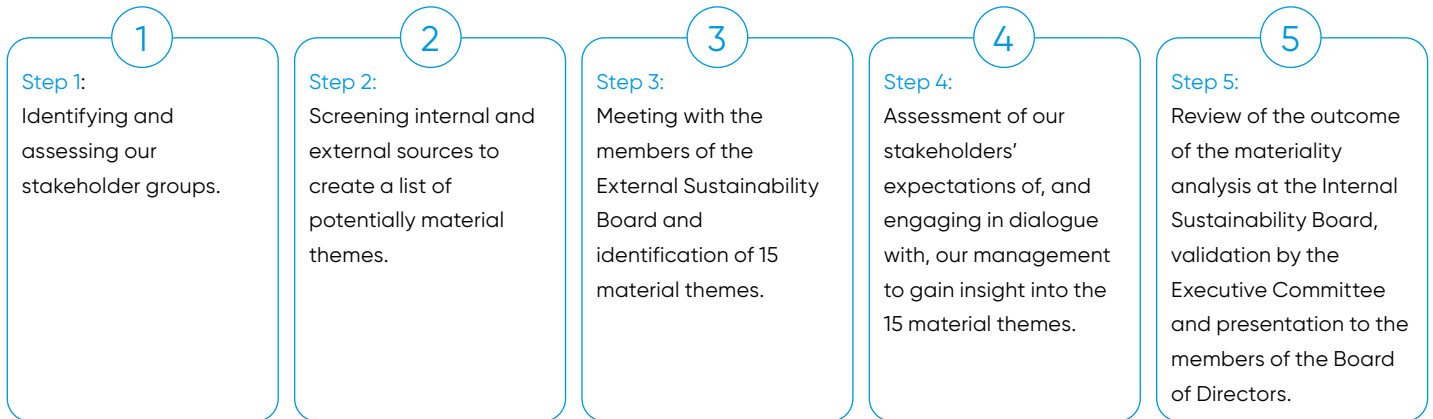 1
Step 1:
Identifying and
assessing our
stakeholder groups.
2
Step 2:
Screening internal and
external sources to
create a list of
potentially material
themes.
3
Step 3:
Meeting with the
members of the
External Sustainability
Board and
identification of 15
material themes.
4
Step 4:
Assessment of our
stakeholders’
expectations of, and
engaging in dialogue
with, our management
to gain insight into the
15 material themes.
5
Step 5:
Review of the outcome
of the materiality
analysis at the Internal
Sustainability Board,
validation by the
Executive Committee
and presentation to the
members of the Board
of Directors.